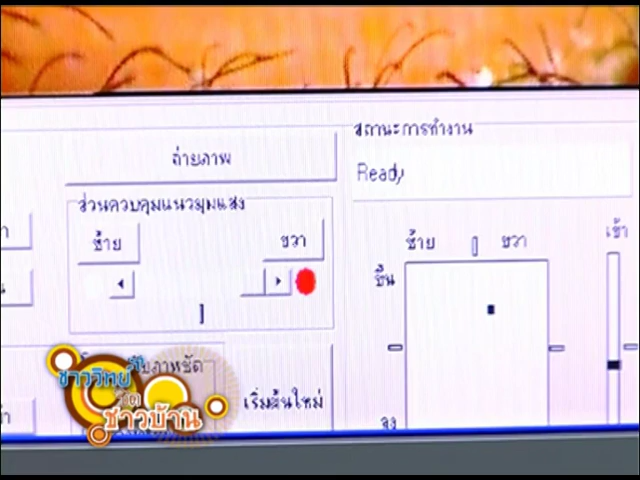 สถานะการทำงาน
ถ่ายภาพ
Ready
ส่วนควบคุมแนวมุมแสง
ซ้าย
ขวา
ซ้าย
ขวา
เข้า
ขึ้น
เริ่มต้นใหม่
ลง
ชาววิทย์
ชาวบ้าน